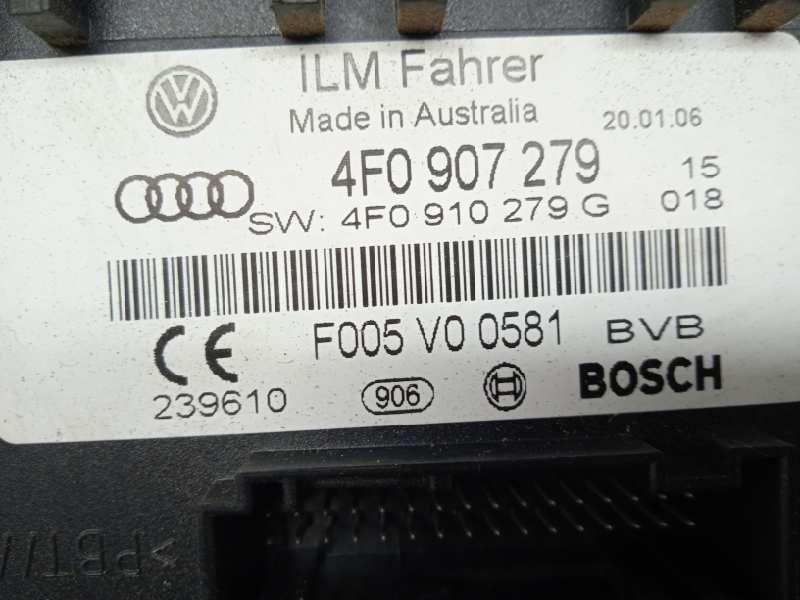 ILM Fahrer
Made in Australia 20.01.06
4F0 907 279 15
SW: 4F0 910 279 G 018
F005 V0 0581 BVB
239610 906 BOSCH
>PBT